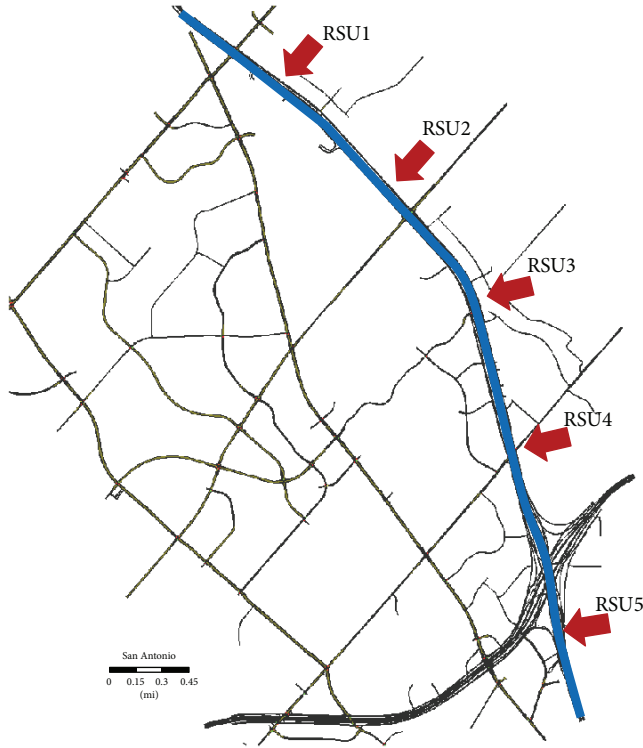 RSU1
RSU2
RSU3
RSU4
RSU5
San Antonio
0 0.15 0.3 0.45
(mi)